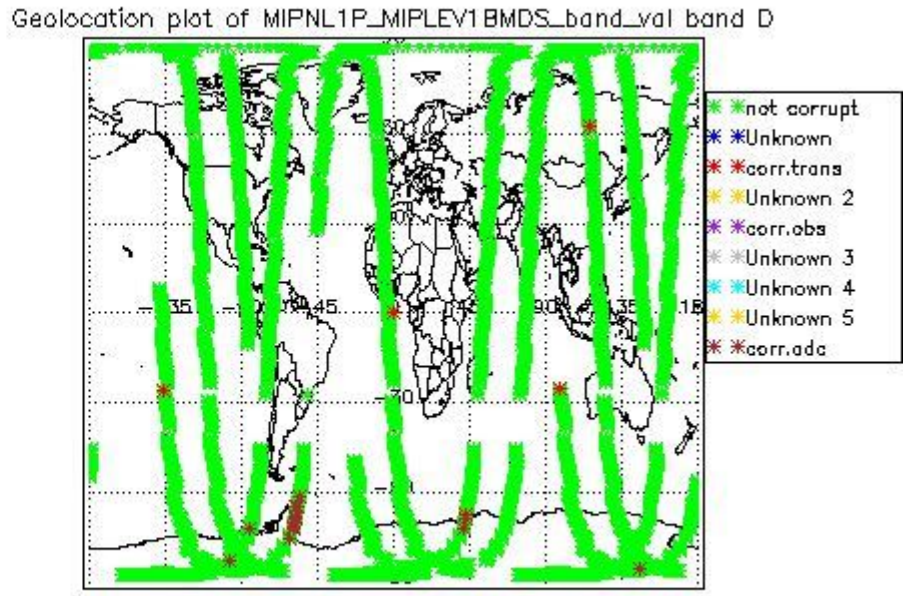 Geolocation plot of MIPNL1P_MIPLEV1BMDS_band_val band D
not corrupt
Unknown
corr.trans
Unknown 2
corr.obs
Unknown 3
Unknown 4
Unknown 5
corr.adc
45